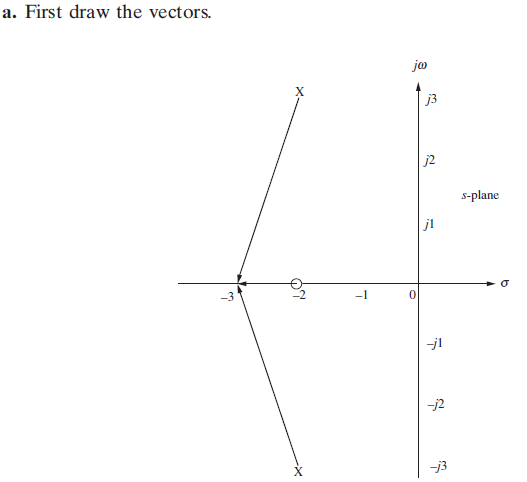 a. First draw the vectors.
jω
X
j3
j2
s-plane
j1
σ
–3
–2
–1
0
–j1
–j2
–j3
X